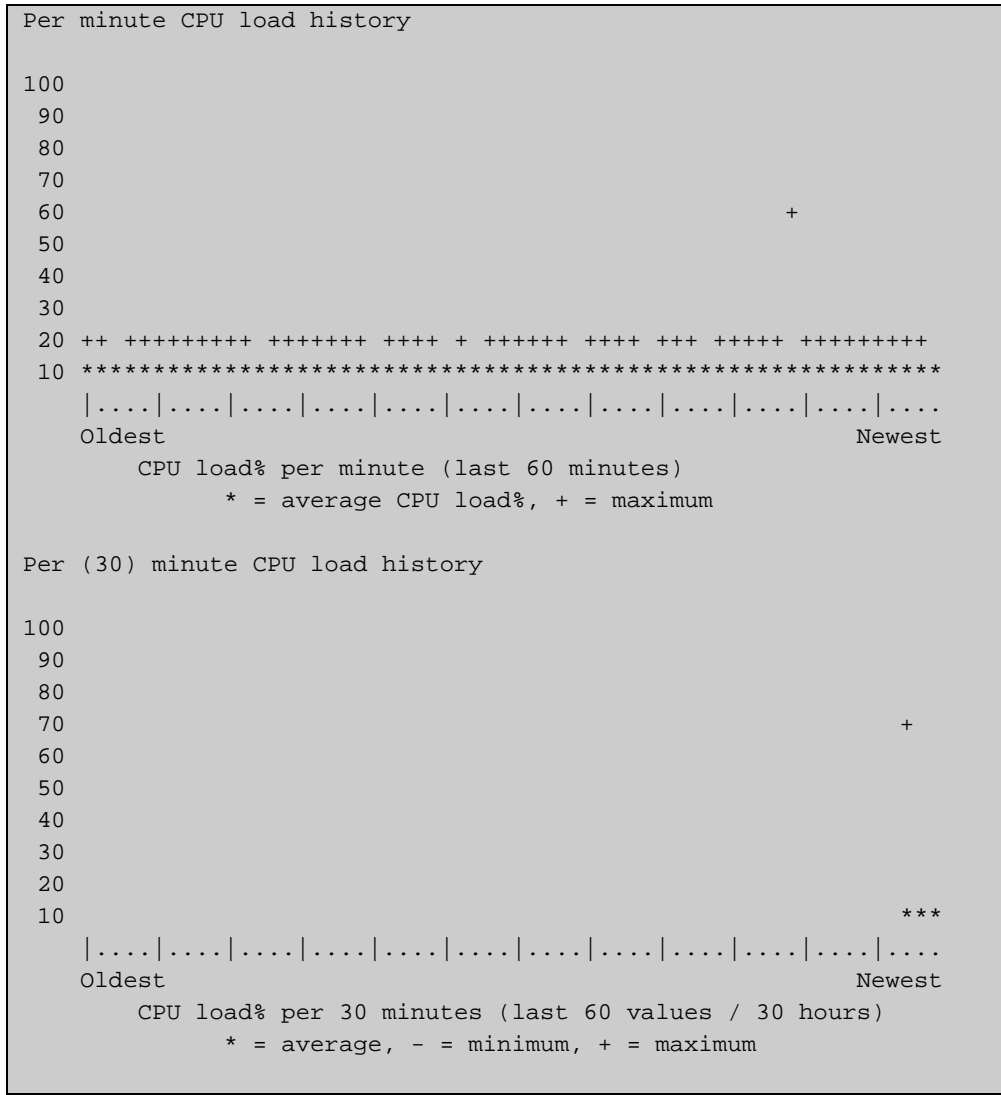 Per minute CPU load history
100
 90
 80
 70
 60                                                  +
 50
 40
 30
 20 ++ +++++++++ +++++++ ++++ + ++++++ ++++ +++ +++++ +++++++++
 10 ************************************************************
    |....|....|....|....|....|....|....|....|....|....|....|....
    Oldest                                                Newest
        CPU load% per minute (last 60 minutes)
              * = average CPU load%, + = maximum
Per (30) minute CPU load history
100
 90
 80
 70                                                          +
 60
 50
 40
 30
 20
 10                                                          ***
    |....|....|....|....|....|....|....|....|....|....|....|....
    Oldest                                                Newest
        CPU load% per 30 minutes (last 60 values / 30 hours)
              * = average, - = minimum, + = maximum